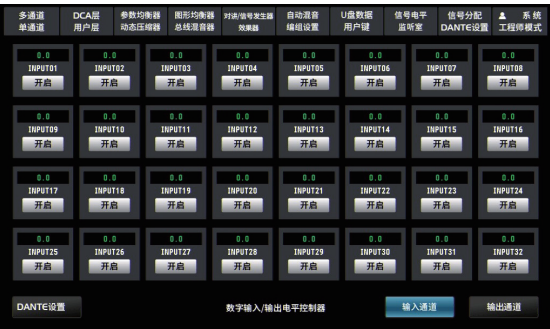 多通道 DCA层 参数均衡器 图形均衡器 对讲/信号发生器 自动混音 U盘数据 信号电平 信号分配 系 统
单通道 用户层 动态压缩器 总线混音器 效果器 编组设置 用户键 监听室 DANTE设置 工程师模式
0.0 0.0 0.0 0.0 0.0 0.0 0.0 0.0
INPUT01 INPUT02 INPUT03 INPUT04 INPUT05 INPUT06 INPUT07 INPUT08
开启 开启 开启 开启 开启 开启 开启 开启
0.0 0.0 0.0 0.0 0.0 0.0 0.0 0.0
INPUT09 INPUT10 INPUT11 INPUT12 INPUT13 INPUT14 INPUT15 INPUT16
开启 开启 开启 开启 开启 开启 开启 开启
0.0 0.0 0.0 0.0 0.0 0.0 0.0 0.0
INPUT17 INPUT18 INPUT19 INPUT20 INPUT21 INPUT22 INPUT23 INPUT24
开启 开启 开启 开启 开启 开启 开启 开启
0.0 0.0 0.0 0.0 0.0 0.0 0.0 0.0
INPUT25 INPUT26 INPUT27 INPUT28 INPUT29 INPUT30 INPUT31 INPUT32
开启 开启 开启 开启 开启 开启 开启 开启
DANTE设置 数字输入/输出电平控制器 输入通道 输出通道